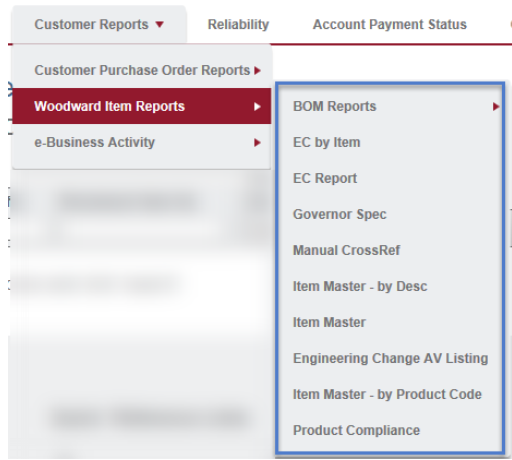 Customer Reports ▼
Reliability
Account Payment Status
Customer Purchase Order Reports ▶
Woodward Item Reports ▶
e-Business Activity ▶
BOM Reports ▶
EC by Item
EC Report
Governor Spec
Manual CrossRef
Item Master - by Desc
Item Master
Engineering Change AV Listing
Item Master - by Product Code
Product Compliance